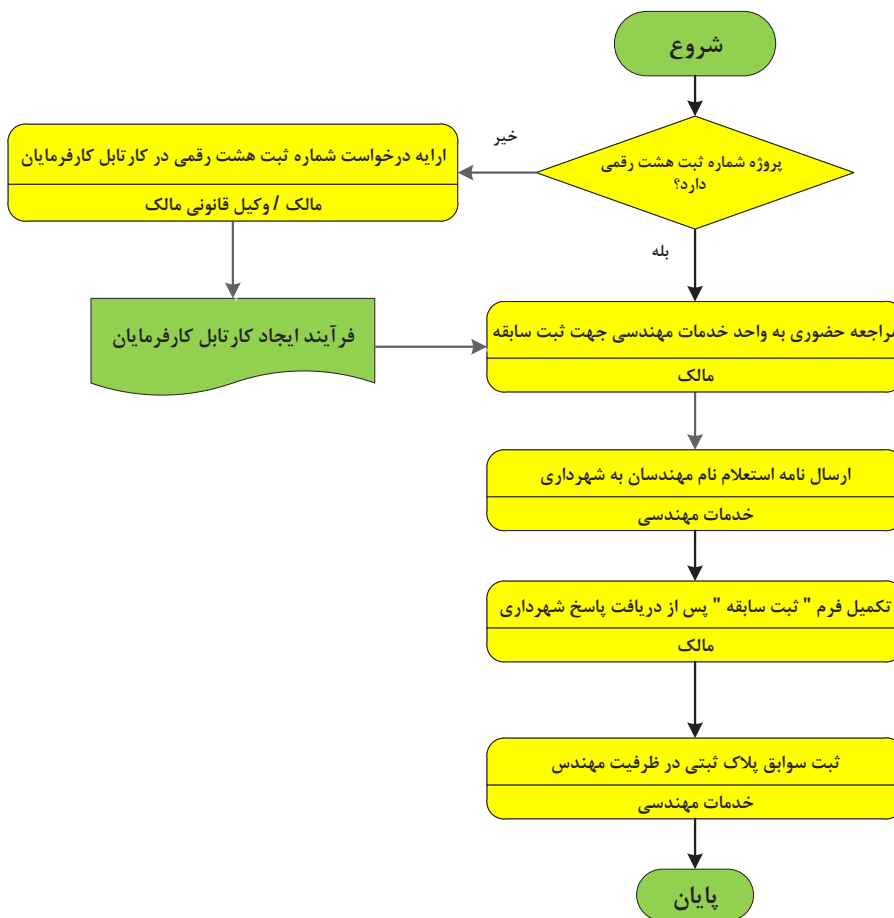 شروع
پروژه شماره ثبت هشت رقمی
دارد؟
خیر
ارایه درخواست شماره ثبت هشت رقمی در کارتابل کارفرمایان
مالک / وکیل قانونی مالک
فرآیند ایجاد کارتابل کارفرمایان
بله
مراجعه حضوری به واحد خدمات مهندسی جهت ثبت سابقه
مالک
ارسال نامه استعلام نام مهندسان به شهرداری
خدمات مهندسی
تکمیل فرم " ثبت سابقه " پس از دریافت پاسخ شهرداری
مالک
ثبت سوابق پلاک ثبتی در ظرفیت مهندس
خدمات مهندسی
پایان